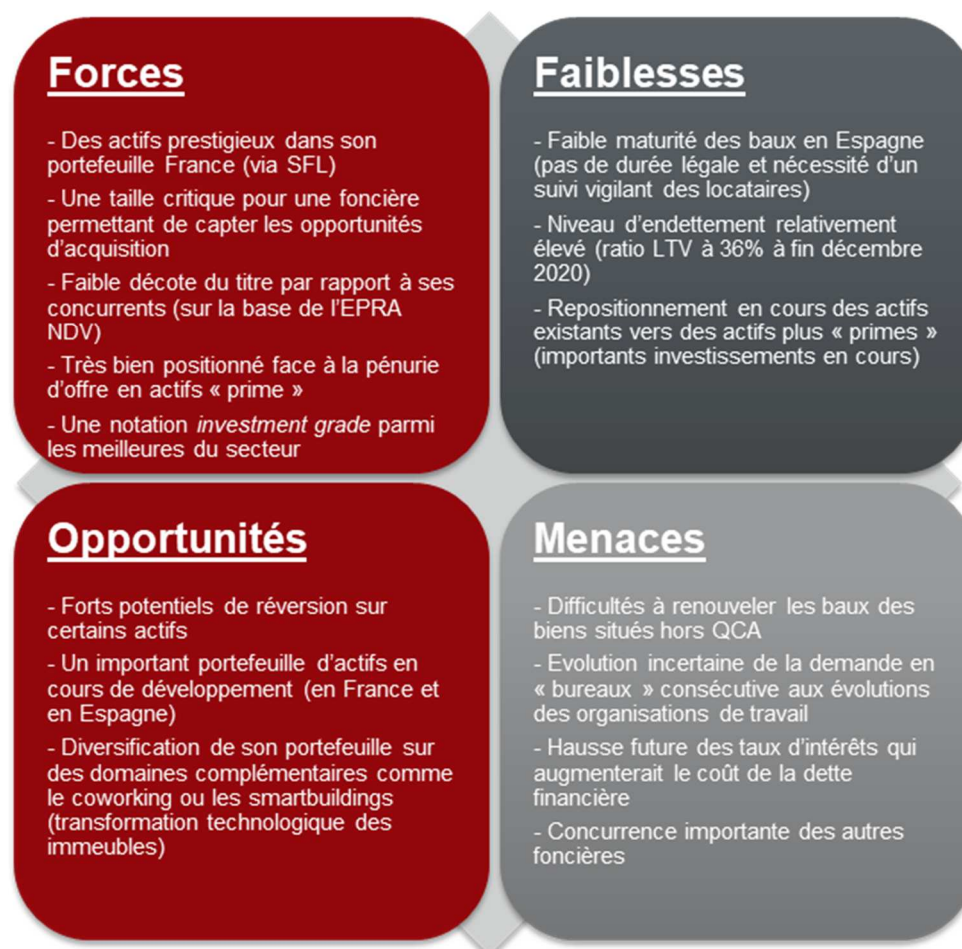 Forces
- Des actifs prestigieux dans son
portefeuille France (via SFL)
- Une taille critique pour une foncière
permettant de capter les opportunités
d'acquisition
- Faible décote du titre par rapport à ses
concurrents (sur la base de l'EPRA
NDV)
- Très bien positionné face à la pénurie
d'offre en actifs « prime »
- Une notation investment grade parmi
les meilleures du secteur
Faiblesses
- Faible maturité des baux en Espagne
(pas de durée légale et nécessité d'un
suivi vigilant des locataires)
- Niveau d'endettement relativement
élevé (ratio LTV à 36% à fin décembre
2020)
- Repositionnement en cours des actifs
existants vers des actifs plus « primes »
(importants investissements en cours)
Opportunités
- Forts potentiels de réversion sur
certains actifs
- Un important portefeuille d'actifs en
cours de développement (en France et
en Espagne)
- Diversification de son portefeuille sur
des domaines complémentaires comme
le coworking ou les smartbuildings
(transformation technologique des
immeubles)
Menaces
- Difficultés à renouveler les baux des
biens situés hors QCA
- Evolution incertaine de la demande en
« bureaux » consécutive aux évolutions
des organisations de travail
- Hausse future des taux d'intérêts qui
augmenterait le coût de la dette
financière
- Concurrence importante des autres
foncières